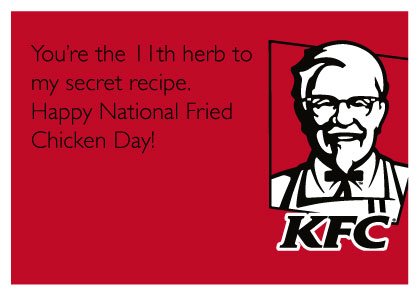 You're the 11th herb to
my secret recipe.
Happy National Fried
Chicken Day!
KFC